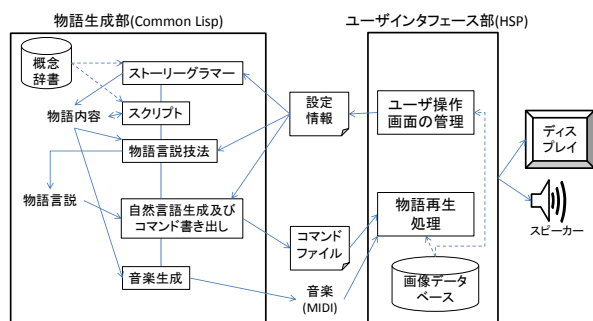 物語生成部(Common Lisp)
ユーザインタフェース部(HSP)
概念
辞書
ストーリーグラマー
物語内容
スクリプト
物語言説技法
物語言説
自然言語生成及び
コマンド書き出し
音楽生成
設定
情報
コマンド
ファイル
音楽
(MIDI)
ユーザ操作
画面の管理
物語再生
処理
画像データ
ベース
ディス
プレイ
スピーカー